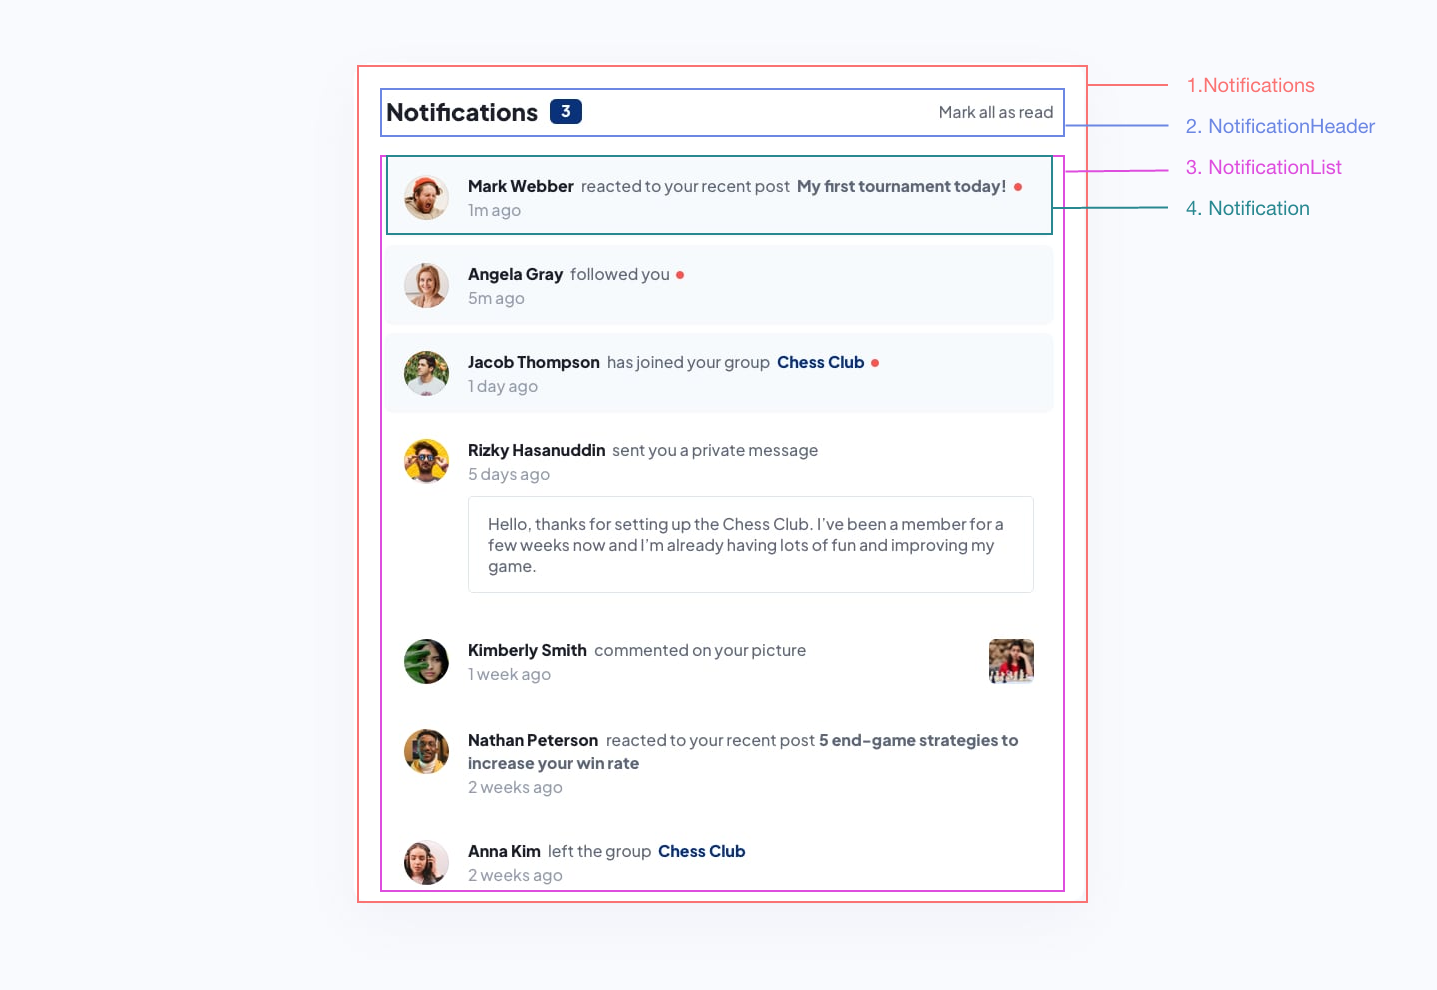 Notifications 3 Mark all as read
1.Notifications
2. NotificationHeader
3. NotificationList
4. Notification
Mark Webber reacted to your recent post My first tournament today!
1m ago
Angela Gray followed you
5m ago
Jacob Thompson has joined your group Chess Club
1 day ago
Rizky Hasanuddin sent you a private message
5 days ago
Hello, thanks for setting up the Chess Club. I’ve been a member for a
few weeks now and I’m already having lots of fun and improving my
game.
Kimberly Smith commented on your picture
1 week ago
Nathan Peterson reacted to your recent post 5 end-game strategies to
increase your win rate
2 weeks ago
Anna Kim left the group Chess Club
2 weeks ago